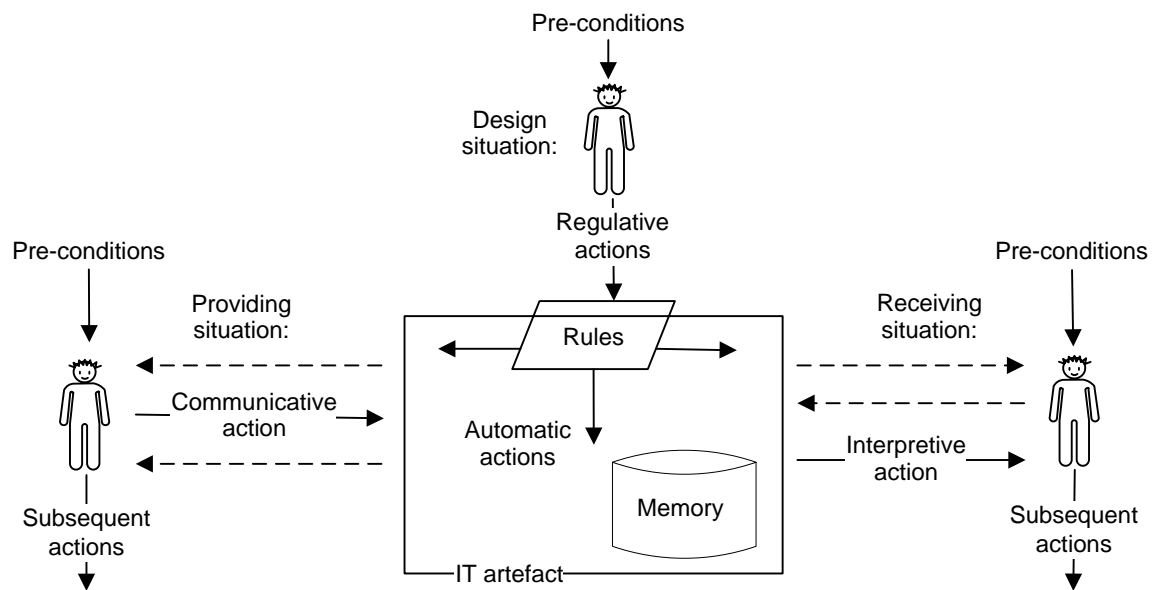 Pre-conditions
Design
situation:
Regulative
actions
Pre-conditions
Providing
situation:
Communicative
action
Subsequent
actions
Rules
Automatic
actions
Memory
IT artefact
Pre-conditions
Receiving
situation:
Interpretive
action
Subsequent
actions